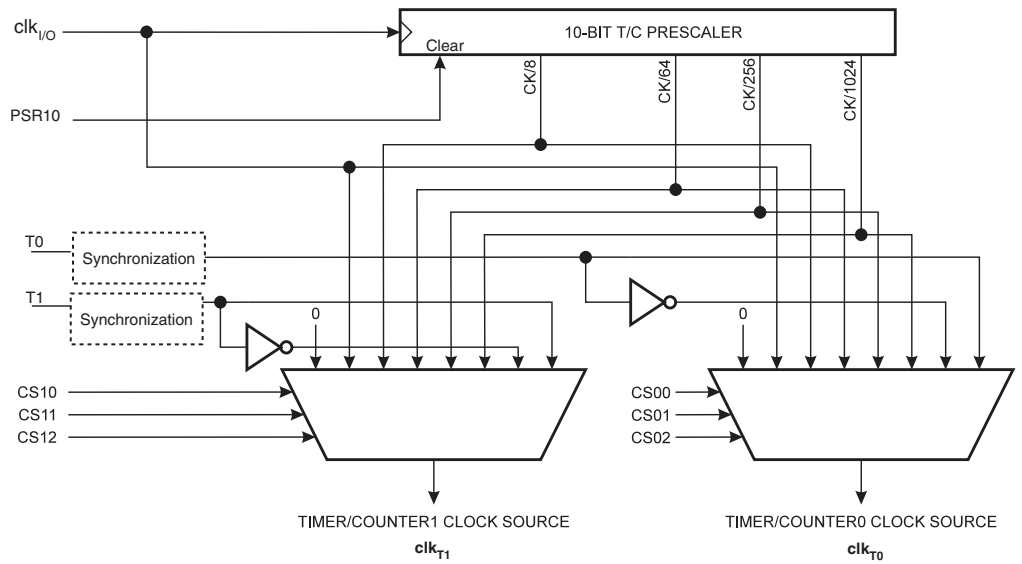 clkI/O
10-BIT T/C PRESCALER
Clear
CK/8
CK/64
CK/256
CK/1024
PSR10
T0
Synchronization
T1
Synchronization
0
0
CS10
CS11
CS12
CS00
CS01
CS02
TIMER/COUNTER1 CLOCK SOURCE
clkT1
TIMER/COUNTER0 CLOCK SOURCE
clkT0